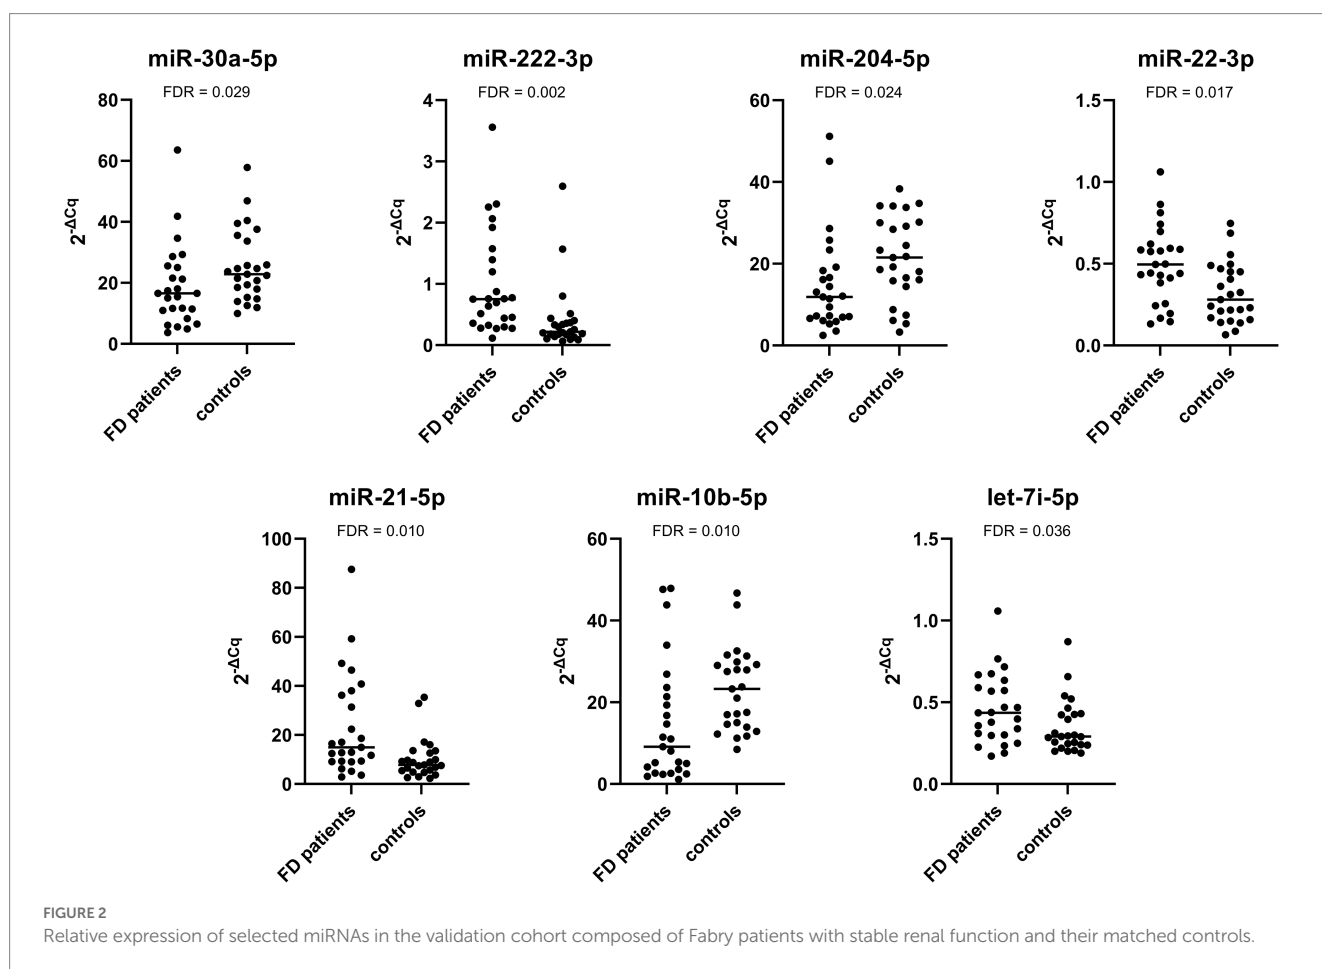 miR-30a-5p
FDR = 0.029
80
60
40
20
0
2-ΔCq
FD patients
controls
miR-222-3p
FDR = 0.002
4
3
2
1
0
2-ΔCq
FD patients
controls
miR-204-5p
FDR = 0.024
60
40
20
0
2-ΔCq
FD patients
controls
miR-22-3p
FDR = 0.017
1.5
1.0
0.5
0.0
2-ΔCq
FD patients
controls
miR-21-5p
FDR = 0.010
100
80
60
40
20
0
2-ΔCq
FD patients
controls
miR-10b-5p
FDR = 0.010
60
40
20
0
2-ΔCq
FD patients
controls
let-7i-5p
FDR = 0.036
1.5
1.0
0.5
0.0
2-ΔCq
FD patients
controls
FIGURE 2
Relative expression of selected miRNAs in the validation cohort composed of Fabry patients with stable renal function and their matched controls.